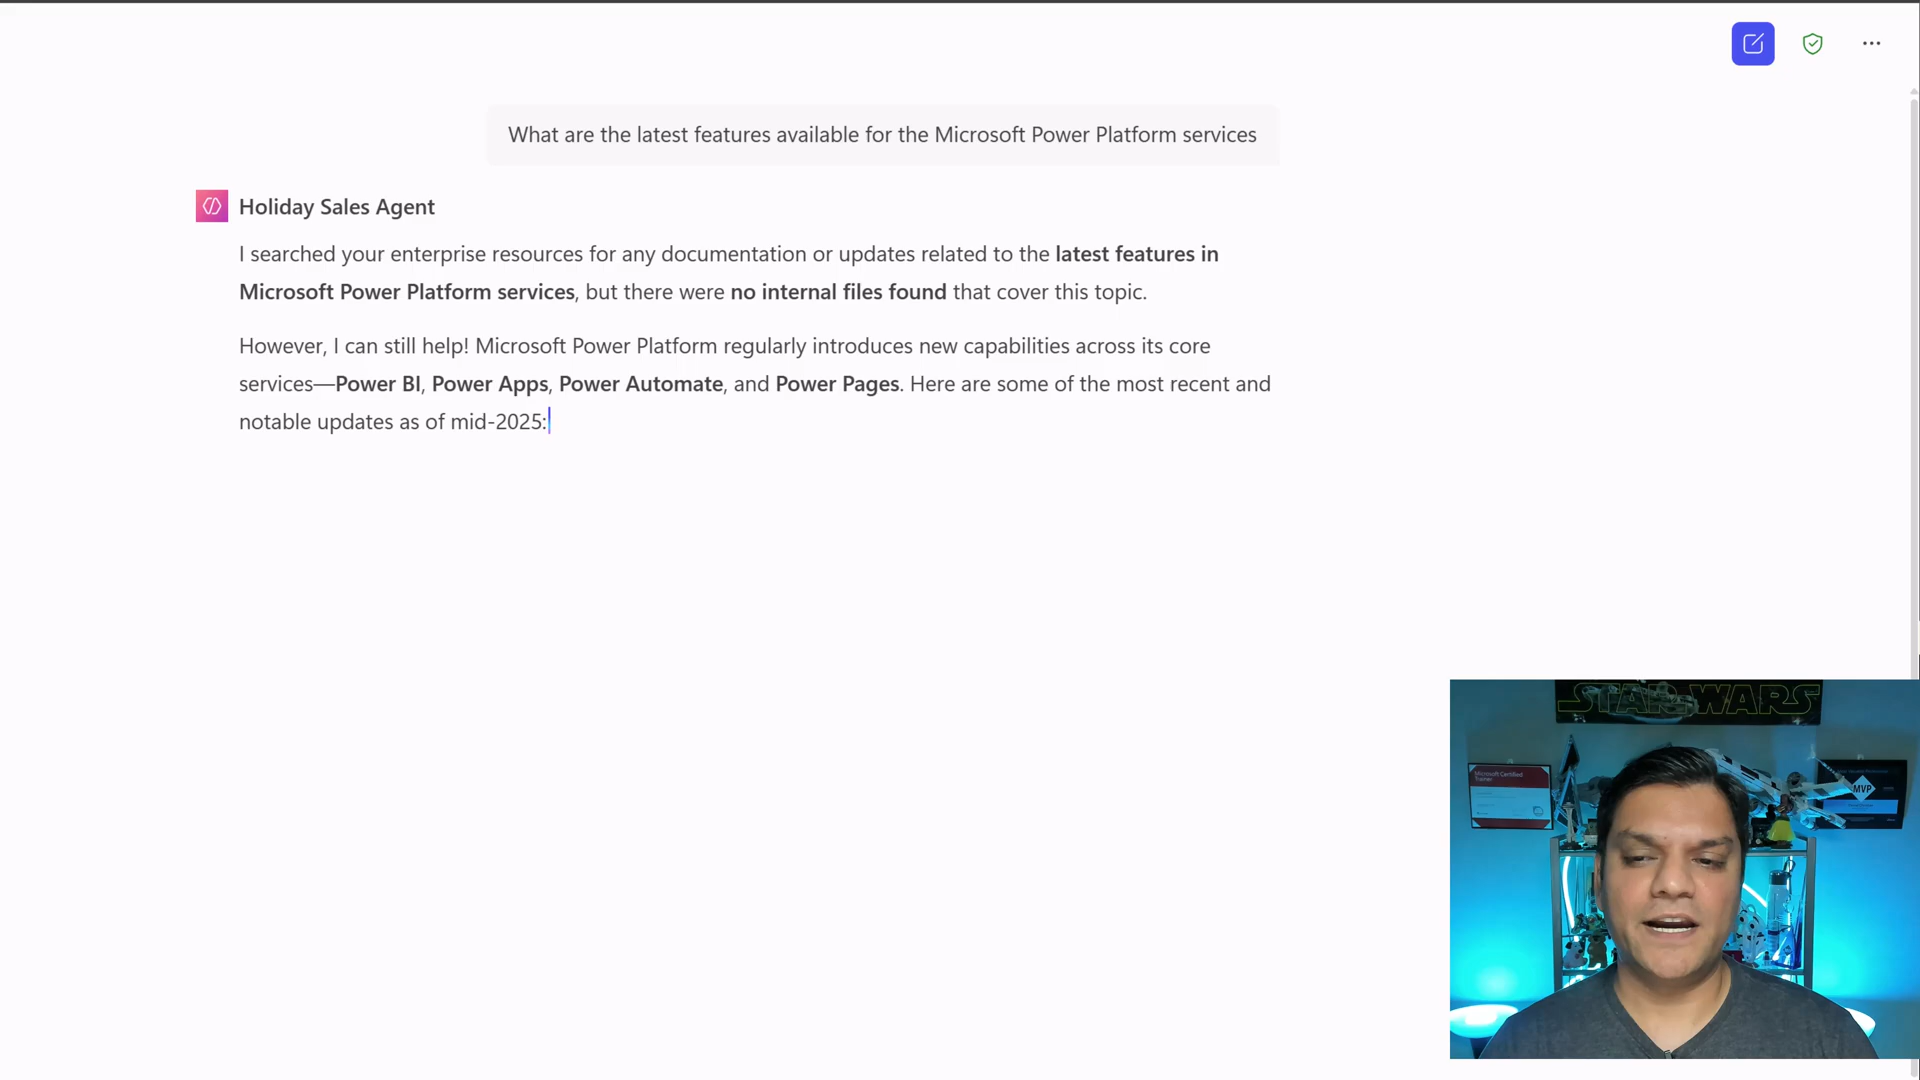 What are the latest features available for the Microsoft Power Platform services
Holiday Sales Agent
I searched your enterprise resources for any documentation or updates related to the latest features in
Microsoft Power Platform services, but there were no internal files found that cover this topic.
However, I can still help! Microsoft Power Platform regularly introduces new capabilities across its core
services—Power BI, Power Apps, Power Automate, and Power Pages. Here are some of the most recent and
notable updates as of mid-2025:
STAR WARS
Microsoft Certified
Trainer
MVP